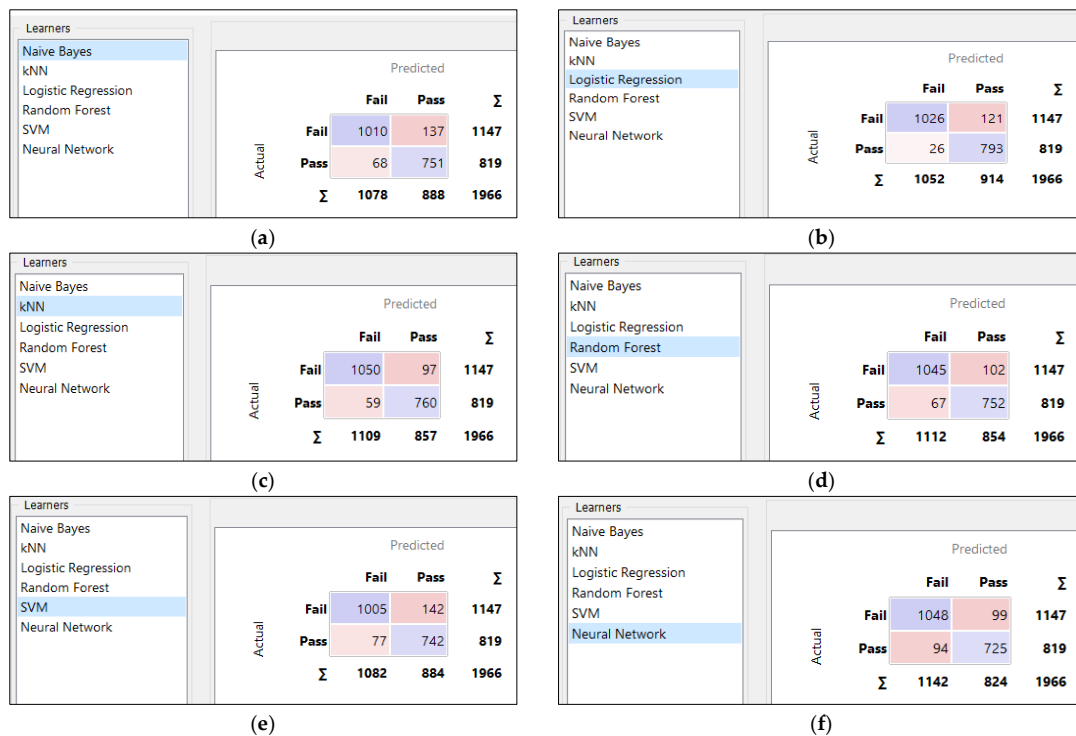 Learners
Naive Bayes
kNN
Logistic Regression
Random Forest
SVM
Neural Network
Predicted
Fail Pass Σ
Actual
Fail 1010 137 1147
Pass 68 751 819
Σ 1078 888 1966
(a)
Learners
Naive Bayes
kNN
Logistic Regression
Random Forest
SVM
Neural Network
Predicted
Fail Pass Σ
Actual
Fail 1026 121 1147
Pass 26 793 819
Σ 1052 914 1966
(b)
Learners
Naive Bayes
kNN
Logistic Regression
Random Forest
SVM
Neural Network
Predicted
Fail Pass Σ
Actual
Fail 1050 97 1147
Pass 59 760 819
Σ 1109 857 1966
(c)
Learners
Naive Bayes
kNN
Logistic Regression
Random Forest
SVM
Neural Network
Predicted
Fail Pass Σ
Actual
Fail 1045 102 1147
Pass 67 752 819
Σ 1112 854 1966
(d)
Learners
Naive Bayes
kNN
Logistic Regression
Random Forest
SVM
Neural Network
Predicted
Fail Pass Σ
Actual
Fail 1005 142 1147
Pass 77 742 819
Σ 1082 884 1966
(e)
Learners
Naive Bayes
kNN
Logistic Regression
Random Forest
SVM
Neural Network
Predicted
Fail Pass Σ
Actual
Fail 1048 99 1147
Pass 94 725 819
Σ 1142 824 1966
(f)